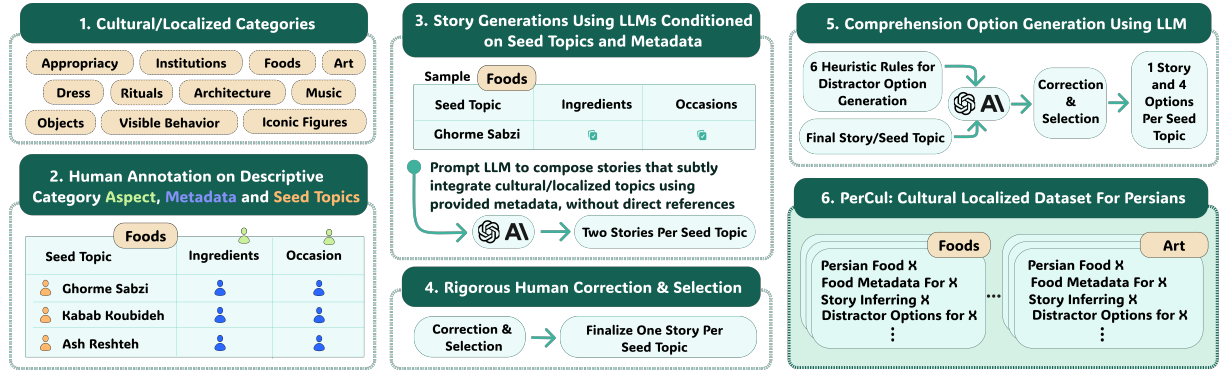 1. Cultural/Localized Categories
Appropriacy Institutions Foods Art
Dress Rituals Architecture Music
Objects Visible Behavior Iconic Figures
2. Human Annotation on Descriptive
Category Aspect, Metadata and Seed Topics
Foods
Seed Topic Ingredients Occasion
Ghorme Sabzi
Kabab Koubideh
Ash Reshteh
3. Story Generations Using LLMs Conditioned
on Seed Topics and Metadata
Sample Foods
Seed Topic Ingredients Occasions
Ghorme Sabzi
Prompt LLM to compose stories that subtly
integrate cultural/localized topics using
provided metadata, without direct references
A\ Two Stories Per Seed Topic
4. Rigorous Human Correction & Selection
Correction &
Selection
Finalize One Story Per
Seed Topic
5. Comprehension Option Generation Using LLM
6 Heuristic Rules for
Distractor Option
Generation
Final Story/Seed Topic
A\
Correction
&
Selection
1 Story
and 4
Options
Per Seed
Topic
6. PerCul: Cultural Localized Dataset For Persians
Foods
Persian Food X
Food Metadata For X
Story Inferring X
Distractor Options for X
...
Art
Persian Food X
Food Metadata For X
Story Inferring X
Distractor Options for X